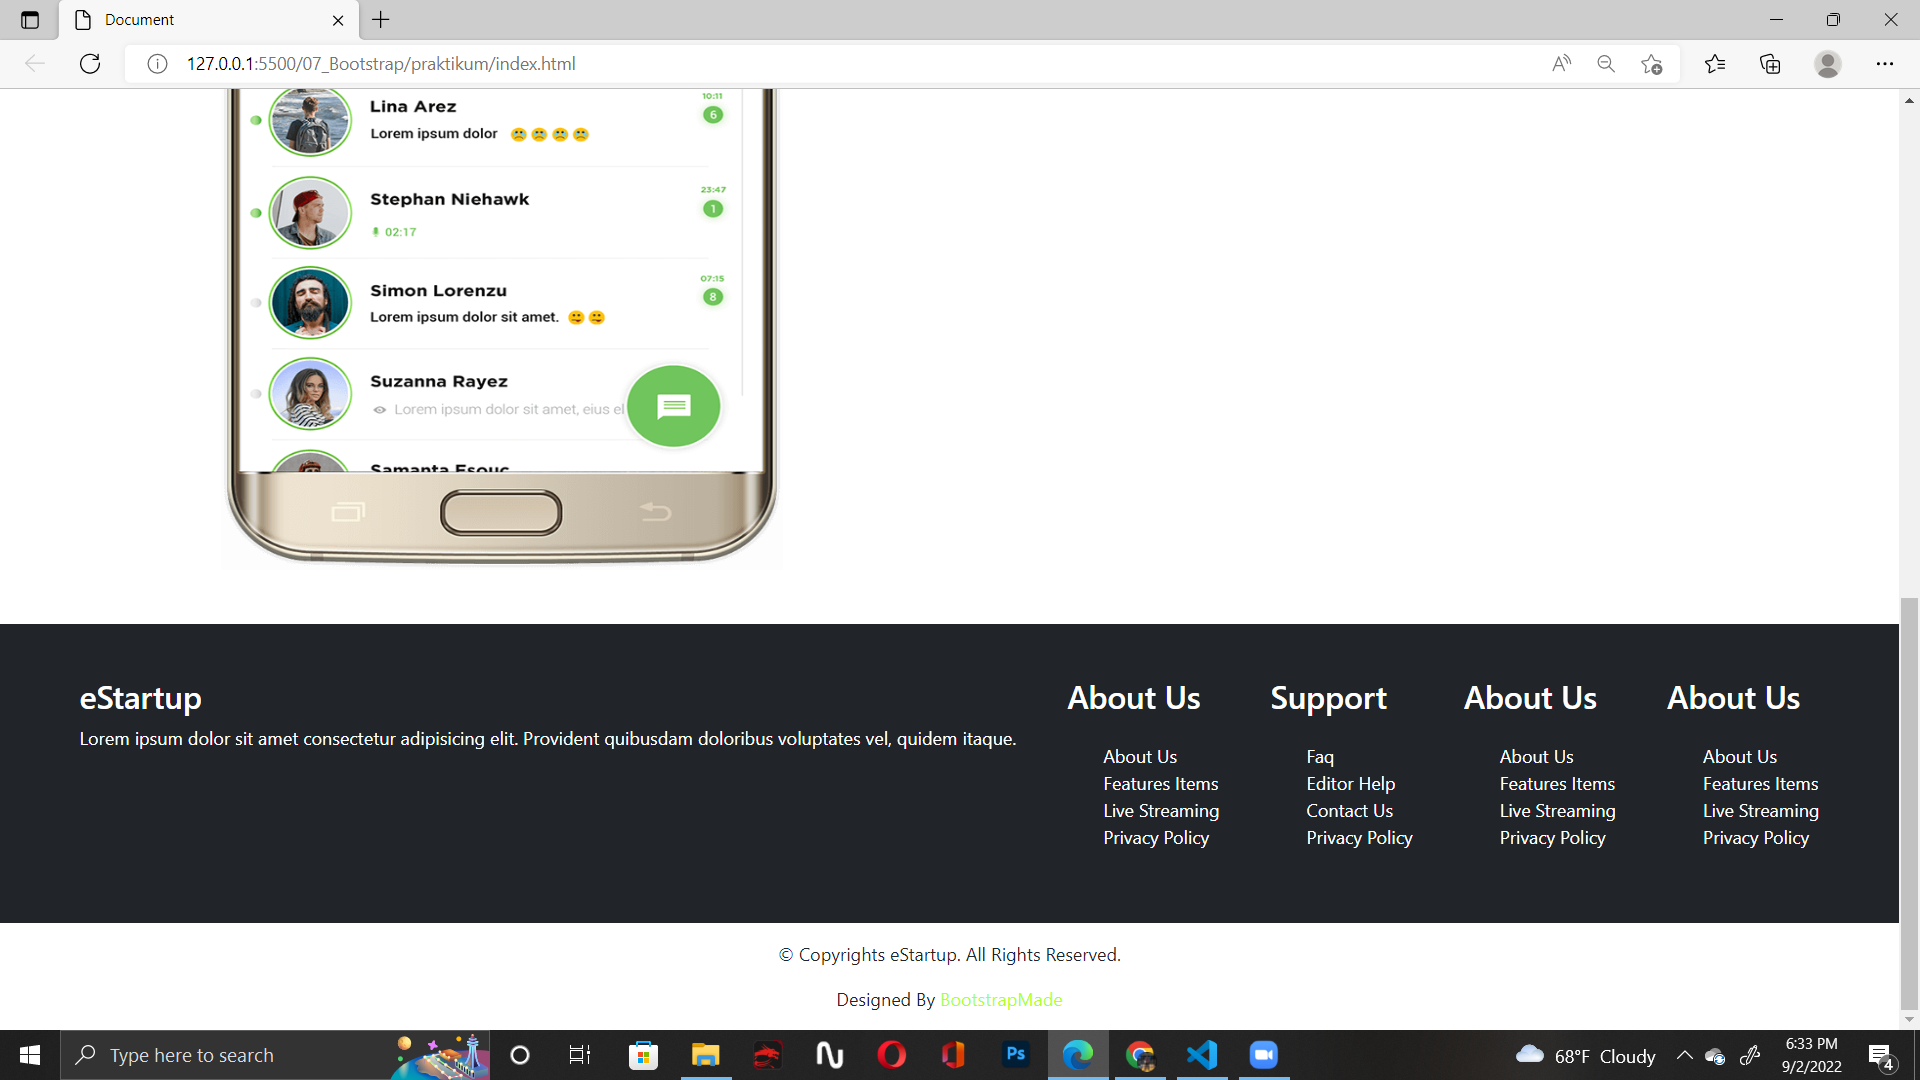 Document
127.0.0.1:5500/07_Bootstrap/praktikum/index.html
Lina Arez
10:11
6
Lorem ipsum dolor
Stephan Niehawk
23:47
1
02:17
Simon Lorenzu
07:15
8
Lorem ipsum dolor sit amet.
Suzanna Rayez
Lorem ipsum dolor sit amet, eius el
Samanta Esouc
eStartup
Lorem ipsum dolor sit amet consectetur adipisicing elit. Provident quibusdam doloribus voluptates vel, quidem itaque.
About Us
About Us
Features Items
Live Streaming
Privacy Policy
Support
Faq
Editor Help
Contact Us
Privacy Policy
About Us
About Us
Features Items
Live Streaming
Privacy Policy
About Us
About Us
Features Items
Live Streaming
Privacy Policy
© Copyrights eStartup. All Rights Reserved.
Designed By BootstrapMade
Type here to search
Ps
68°F Cloudy
6:33 PM
9/2/2022
4